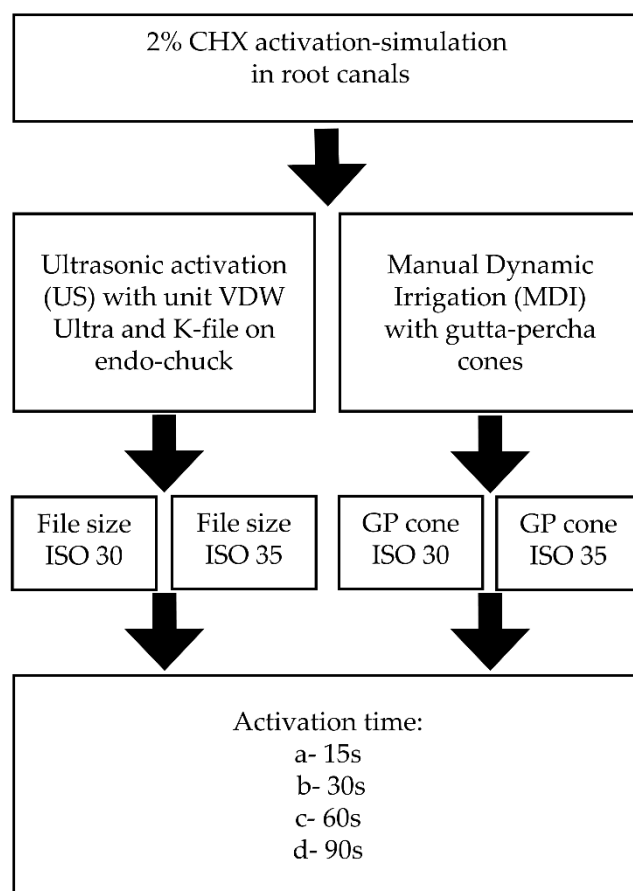 2% CHX activation-simulation
in root canals
Ultrasonic activation
(US) with unit VDW
Ultra and K-file on
endo-chuck
Manual Dynamic
Irrigation (MDI)
with gutta-percha
cones
File size
ISO 30
File size
ISO 35
GP cone
ISO 30
GP cone
ISO 35
Activation time:
a- 15s
b- 30s
c- 60s
d- 90s